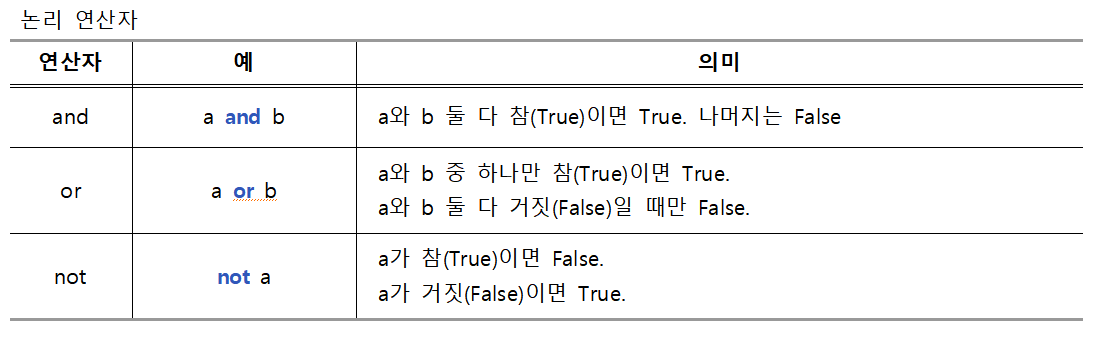 논리 연산자
연산자 예 의미
and a and b a와 b 둘 다 참(True)이면 True. 나머지는 False
or a or b a와 b 중 하나만 참(True)이면 True.
a와 b 둘 다 거짓(False)일 때만 False.
not not a a가 참(True)이면 False.
a가 거짓(False)이면 True.